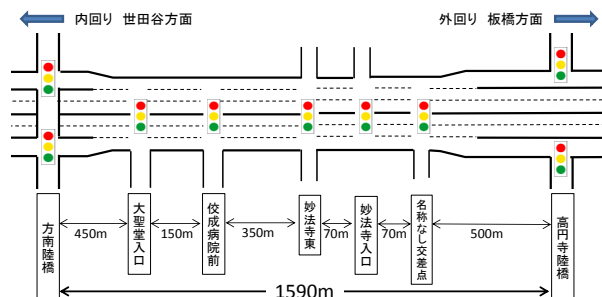 内回り 世田谷方面
外回り 板橋方面
方南陸橋
450m
大聖堂入口
150m
佼成病院前
350m
妙法寺東
70m
妙法寺入口
70m
名称なし交差点
500m
高円寺陸橋
1590m